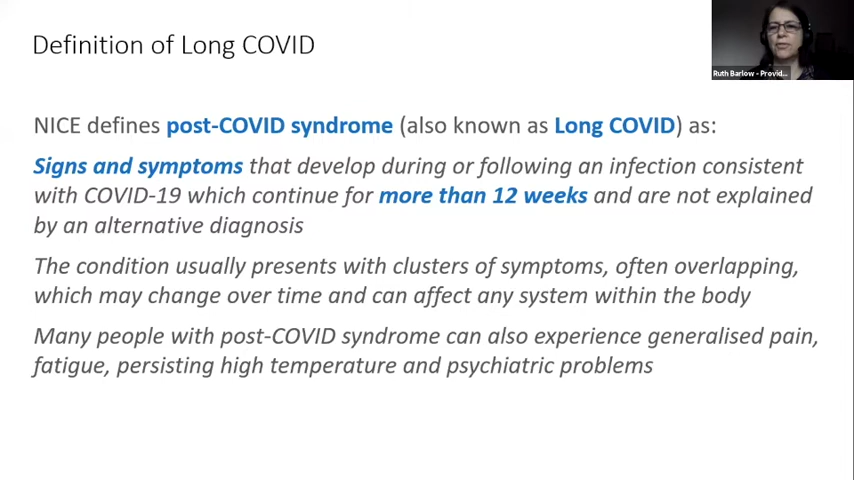 Definition of Long COVID
Ruth Barlow - Provid...
NICE defines post-COVID syndrome (also known as Long COVID) as:
Signs and symptoms that develop during or following an infection consistent
with COVID-19 which continue for more than 12 weeks and are not explained
by an alternative diagnosis
The condition usually presents with clusters of symptoms, often overlapping,
which may change over time and can affect any system within the body
Many people with post-COVID syndrome can also experience generalised pain,
fatigue, persisting high temperature and psychiatric problems